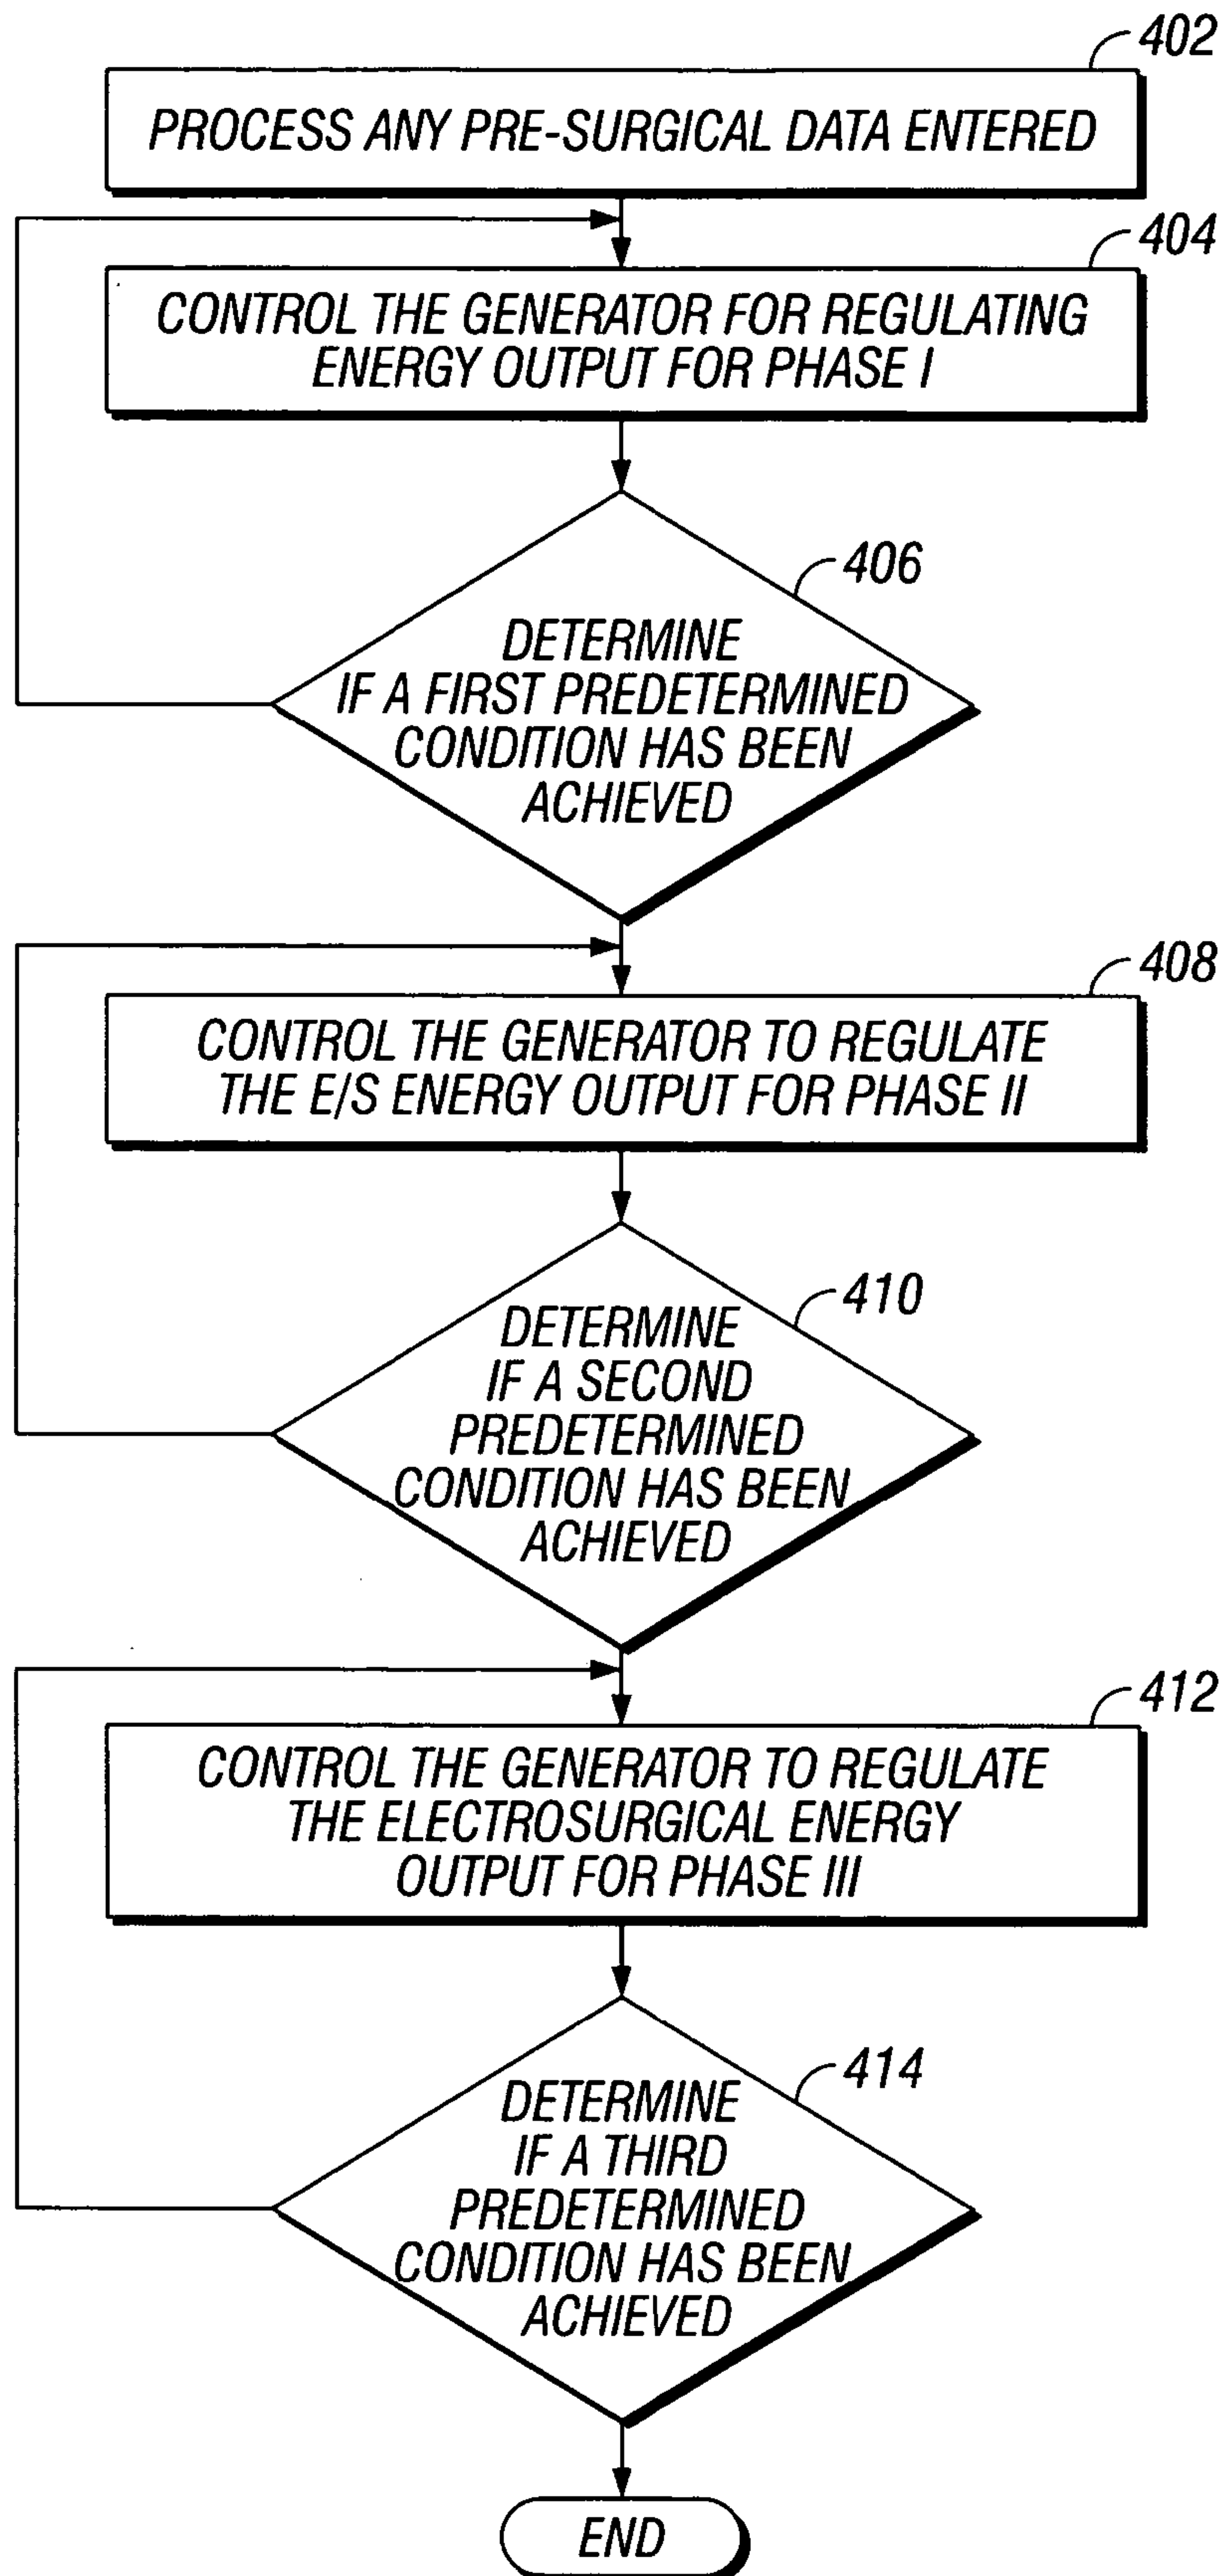 402
PROCESS ANY PRE-SURGICAL DATA ENTERED
404
CONTROL THE GENERATOR FOR REGULATING
ENERGY OUTPUT FOR PHASE I
406
DETERMINE
IF A FIRST PREDETERMINED
CONDITION HAS BEEN
ACHIEVED
408
CONTROL THE GENERATOR TO REGULATE
THE E/S ENERGY OUTPUT FOR PHASE II
410
DETERMINE
IF A SECOND
PREDETERMINED
CONDITION HAS BEEN
ACHIEVED
412
CONTROL THE GENERATOR TO REGULATE
THE ELECTROSURGICAL ENERGY
OUTPUT FOR PHASE III
414
DETERMINE
IF A THIRD
PREDETERMINED
CONDITION HAS BEEN
ACHIEVED
END